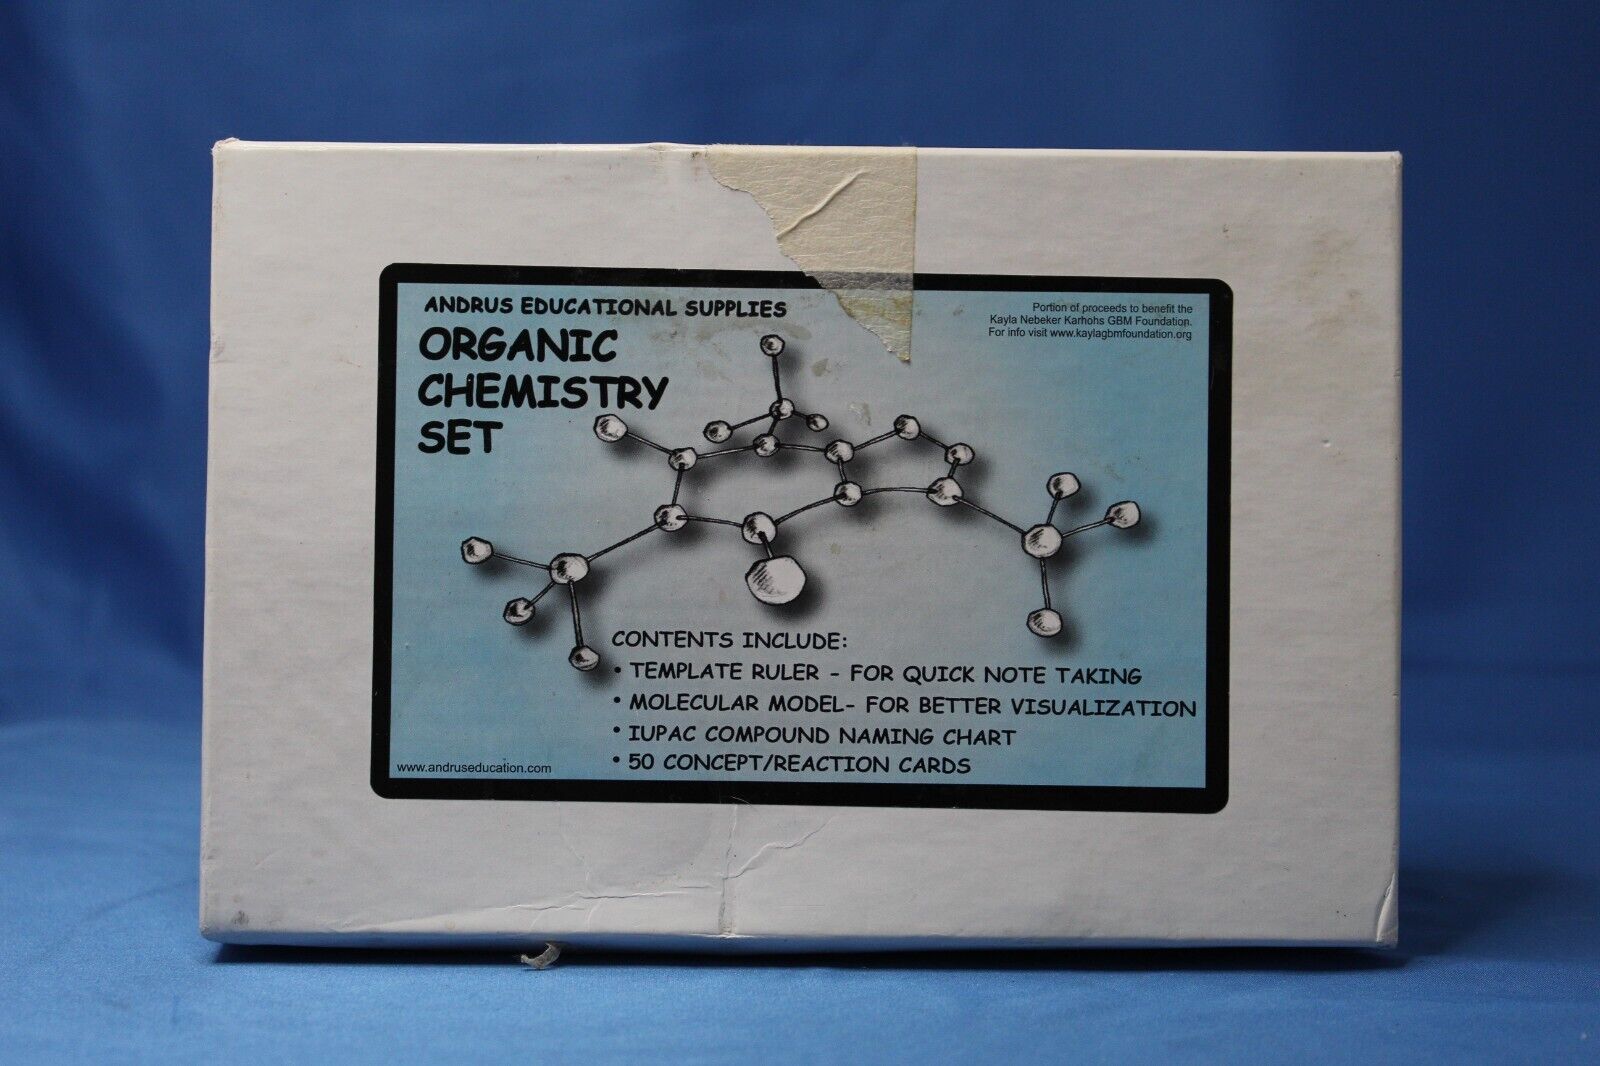 ANDRUS EDUCATIONAL SUPPLIES
ORGANIC
CHEMISTRY
SET
Portion of proceeds to benefit the
Kayla Nebeker Karhohs GBM Foundation.
For info visit www.kaylagbmfoundation.org
CONTENTS INCLUDE:
• TEMPLATE RULER - FOR QUICK NOTE TAKING
• MOLECULAR MODEL- FOR BETTER VISUALIZATION
• IUPAC COMPOUND NAMING CHART
• 50 CONCEPT/REACTION CARDS
www.andruseducation.com